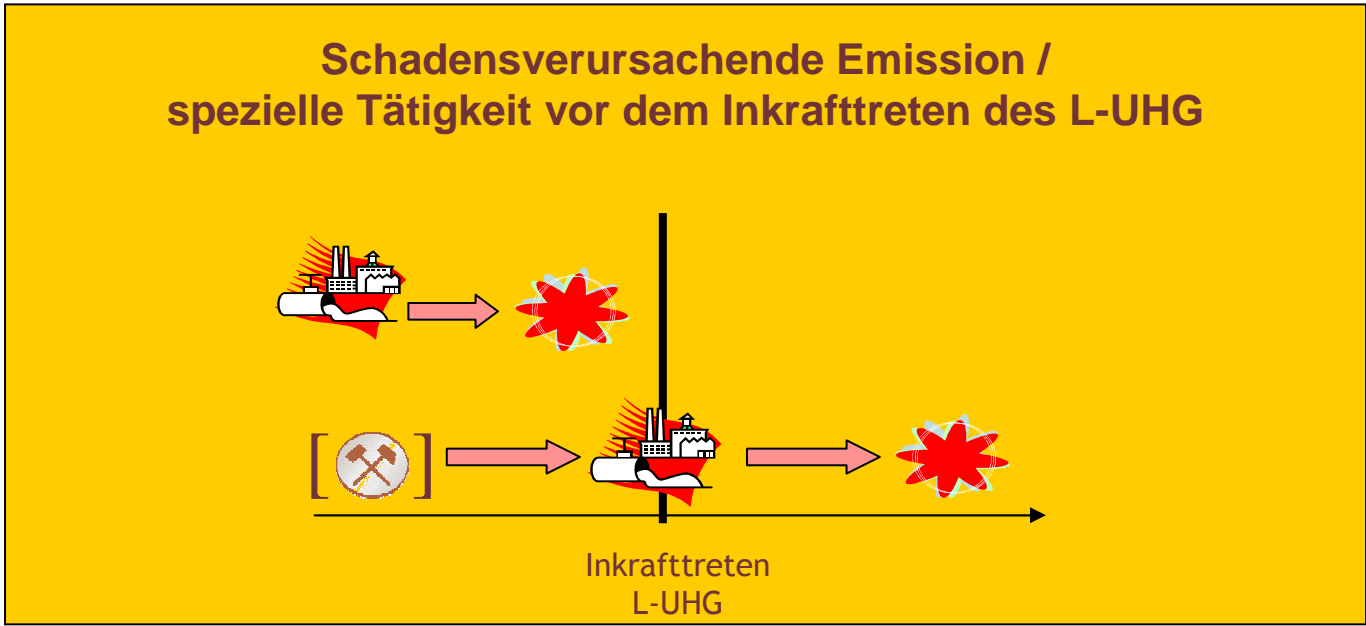 Schadensverursachende Emission /
spezielle Tätigkeit vor dem Inkrafttreten des L-UHG
[ ]
Inkrafttreten
L-UHG